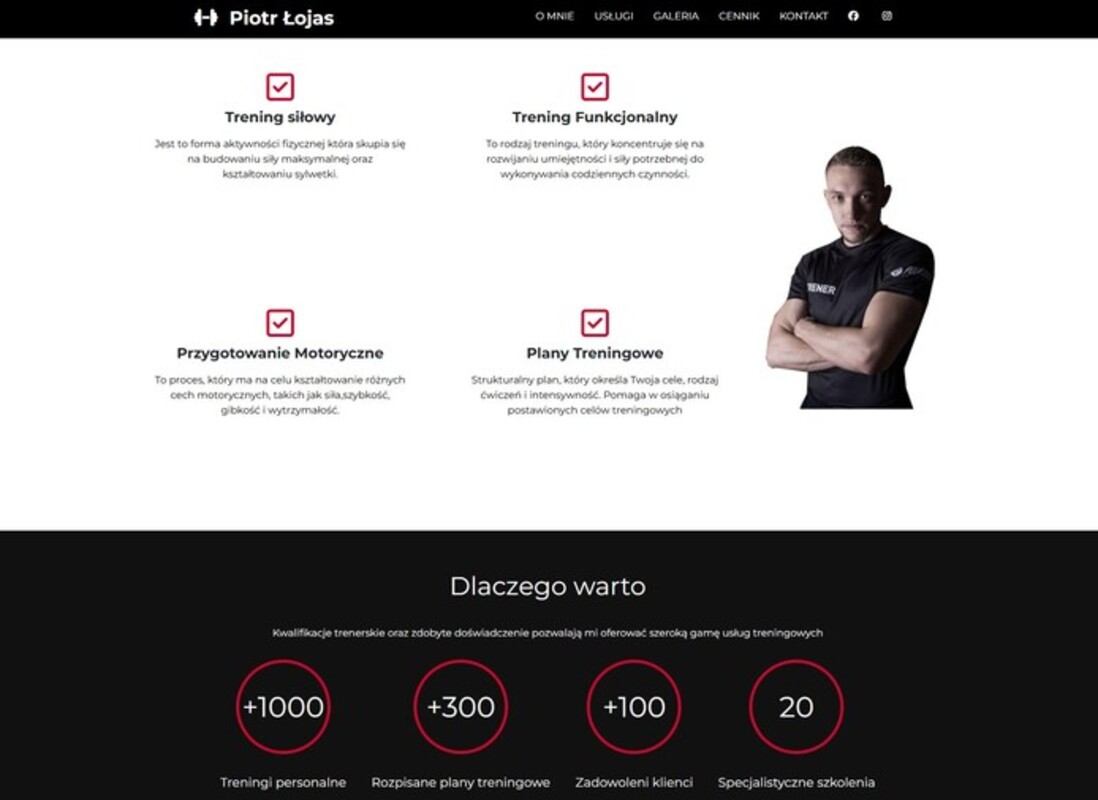 Piotr Łojas
O MNIE USŁUGI GALERIA CENNIK KONTAKT
Trening siłowy
Jest to forma aktywności fizycznej która skupia się
na budowaniu siły maksymalnej oraz
kształtowaniu sylwetki.
Trening Funkcjonalny
To rodzaj treningu, który koncentruje się na
rozwijaniu umiejętności i siły potrzebnej do
wykonywania codziennych czynności.
Przygotowanie Motoryczne
To proces, który ma na celu kształtowanie różnych
cech motorycznych, takich jak siła,szybkość,
gibkość i wytrzymałość.
Plany Treningowe
Strukturalny plan, który określa Twoja cele, rodzaj
ćwiczeń i intensywność. Pomaga w osiąganiu
postawionych celów treningowych
Dlaczego warto
Kwalifikacje trenerskie oraz zdobyte doświadczenie pozwalają mi oferować szeroką gamę usług treningowych
+1000 +300 +100 20
Treningi personalne Rozpisane plany treningowe Zadowoleni klienci Specjalistyczne szkolenia